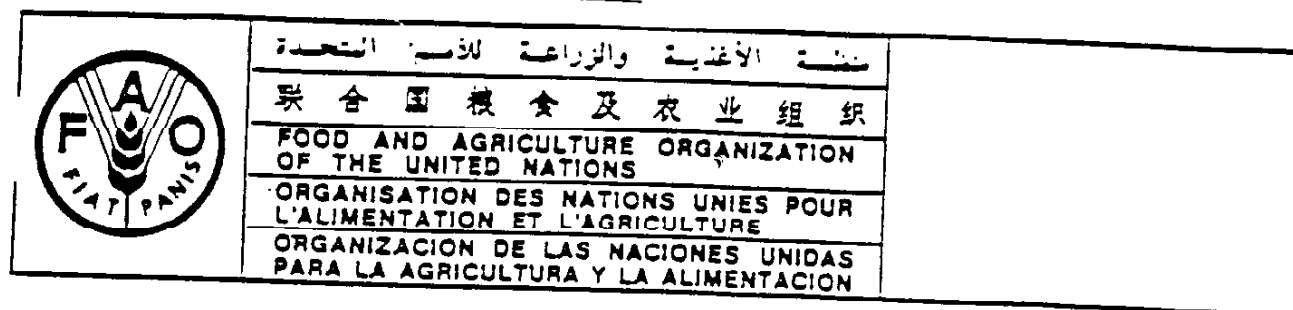 FAO
FIAT PANIS
منظمة الأغذية والزراعة للأمم المتحدة
联合国粮食及农业组织
FOOD AND AGRICULTURE ORGANIZATION
OF THE UNITED NATIONS
ORGANISATION DES NATIONS UNIES POUR
L'ALIMENTATION ET L'AGRICULTURE
ORGANIZACION DE LAS NACIONES UNIDAS
PARA LA AGRICULTURA Y LA ALIMENTACION